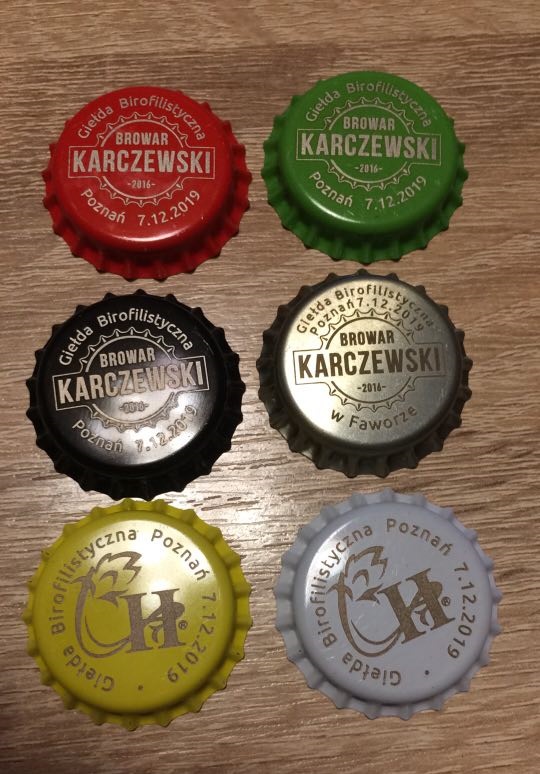 Giełda Birofilistyczna
BROWAR
KARCZEWSKI
-2016-
Poznań 7.12.2019
Giełda Birofilistyczna
BROWAR
KARCZEWSKI
-2016-
Poznań 7.12.2019
Giełda Birofilistyczna
BROWAR
KARCZEWSKI
-2016-
Poznań 7.12.2019
Giełda Birofilistyczna
Poznań 7.12.2019
BROWAR
KARCZEWSKI
-2016-
w Faworze
Giełda Birofilistyczna Poznań 7.12.2019 •
H®
Giełda Birofilistyczna Poznań 7.12.2019 •
H®